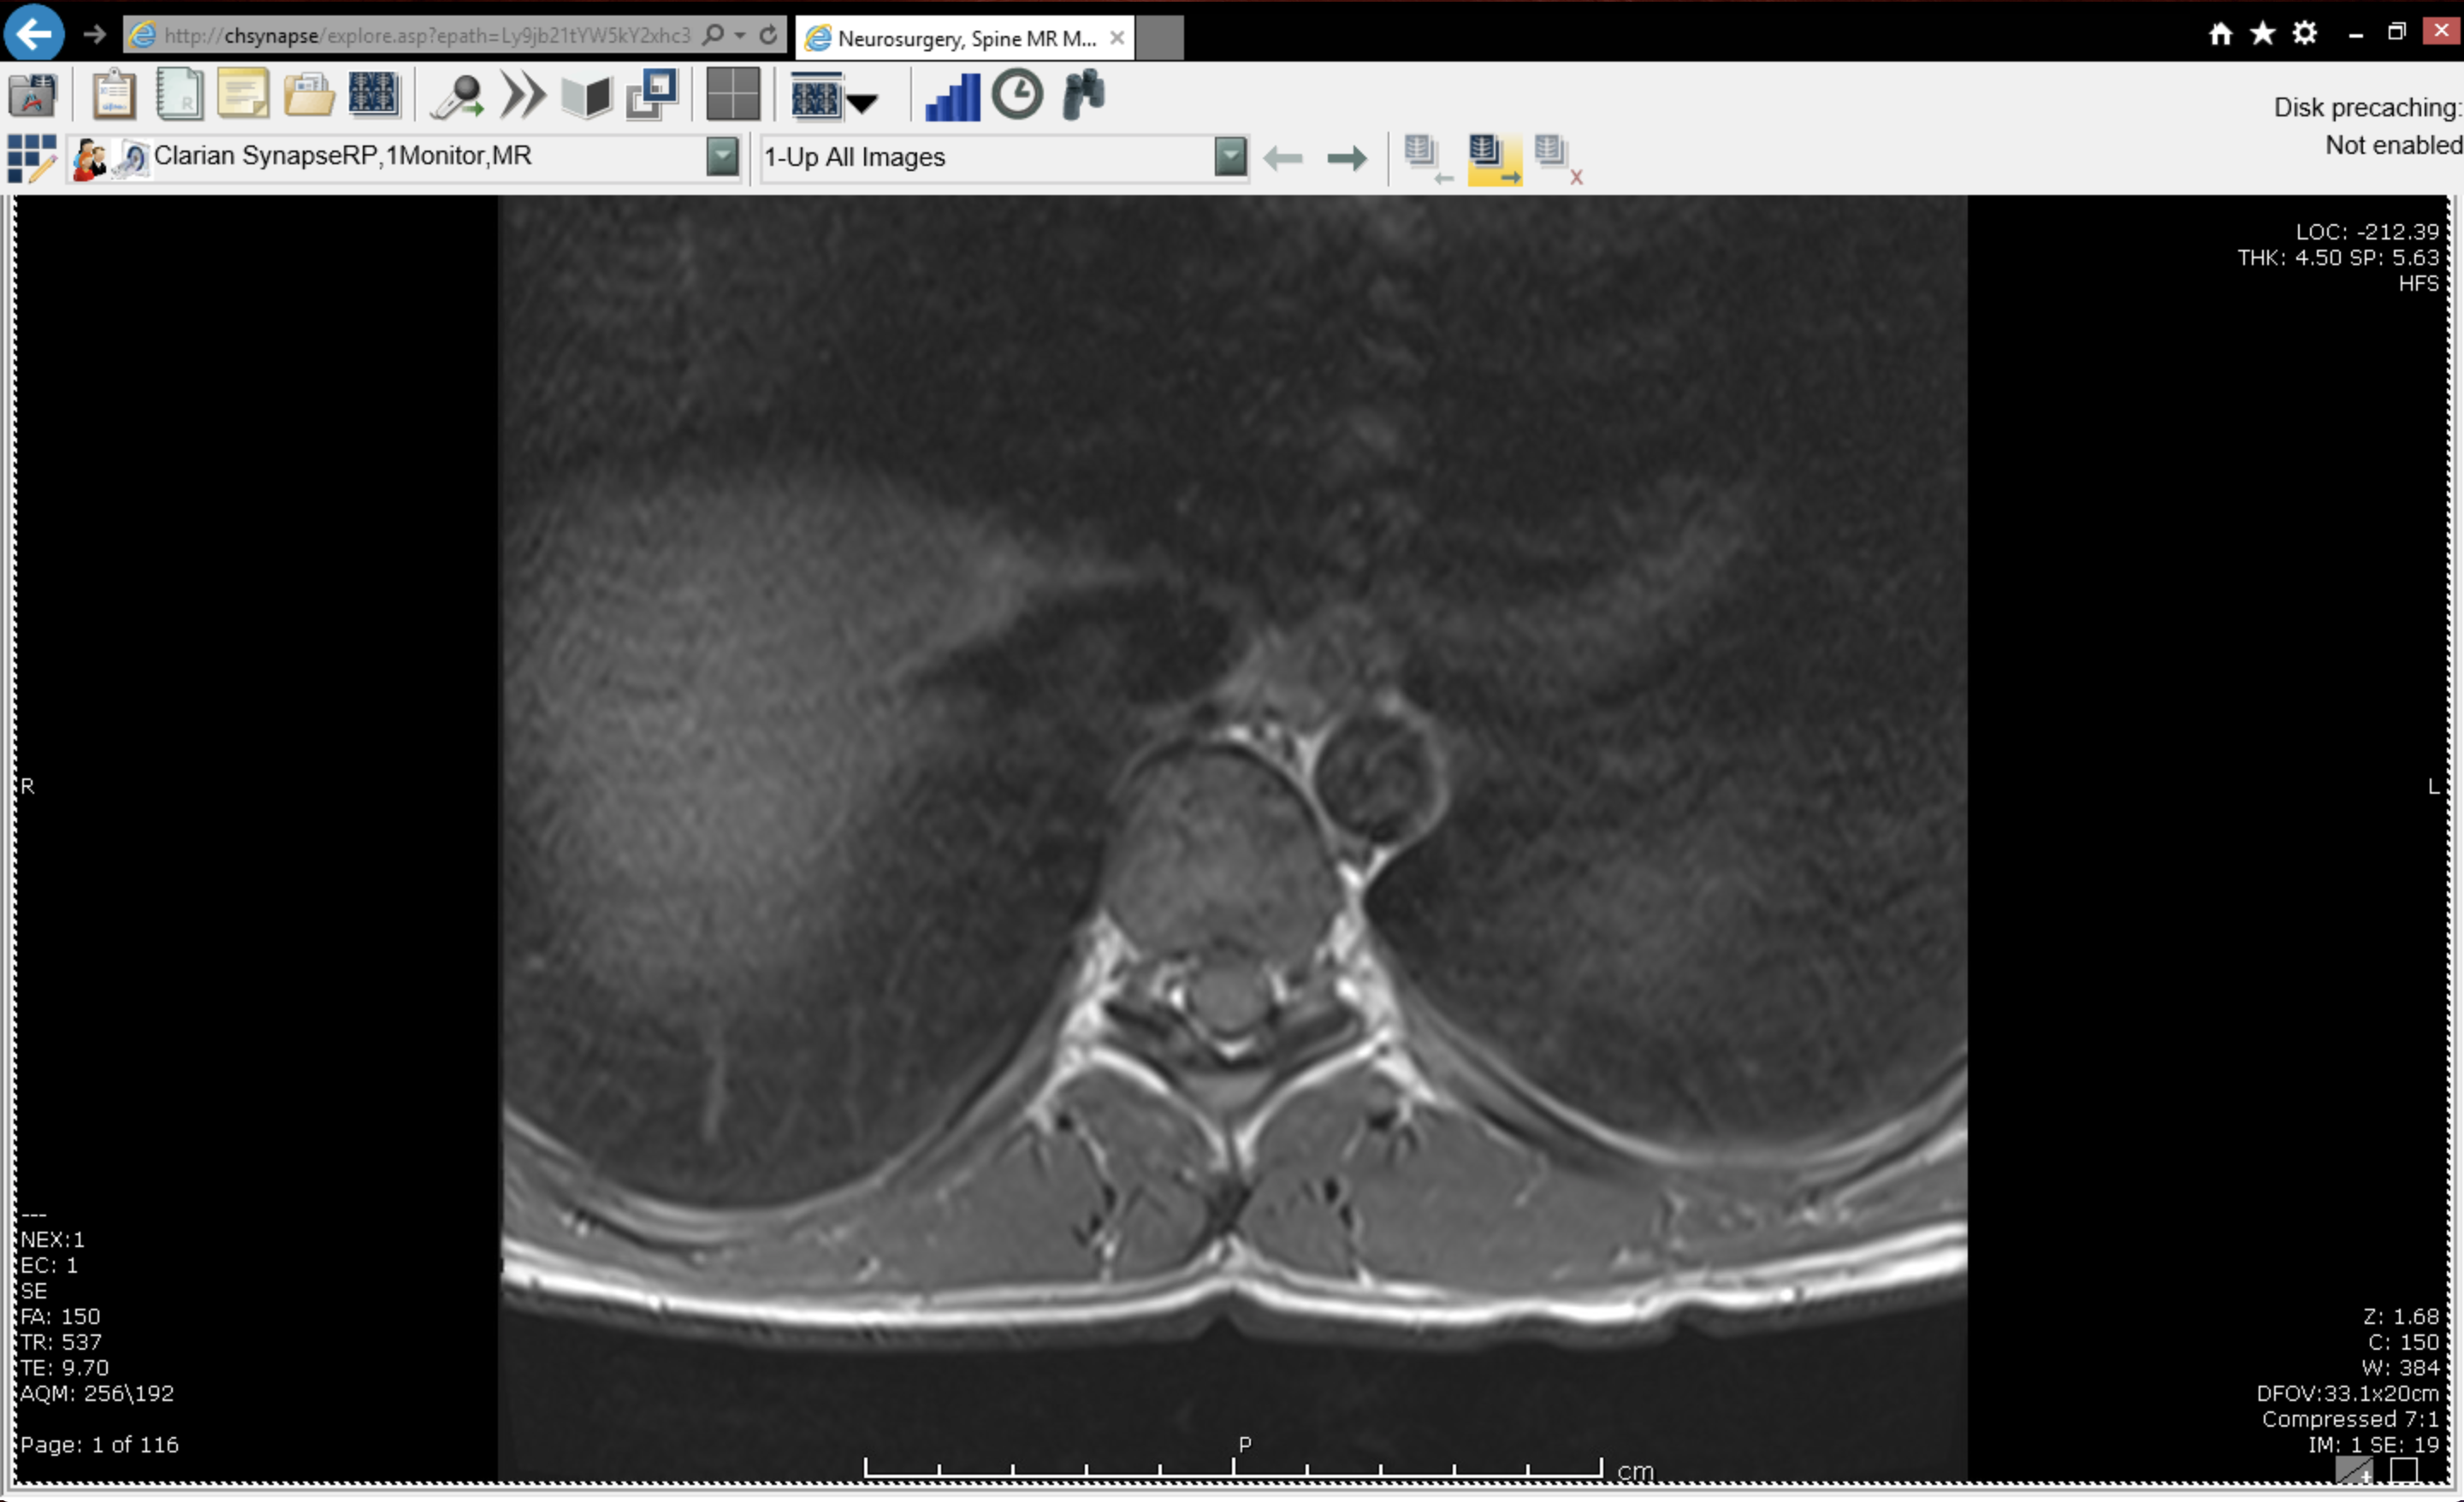 http://chsynapse/explore.asp?epath=Ly9jb21tYW5kY2xhc3
Neurosurgery, Spine MR M...
Disk precaching:
Not enabled
Clarian SynapseRP,1Monitor,MR
1-Up All Images
LOC: -212.39
THK: 4.50 SP: 5.63
HFS
R
L
---
NEX:1
EC: 1
SE
FA: 150
TR: 537
TE: 9.70
AQM: 256\192
Page: 1 of 116
P
cm
Z: 1.68
C: 150
W: 384
DFOV:33.1x20cm
Compressed 7:1
IM: 1 SE: 19